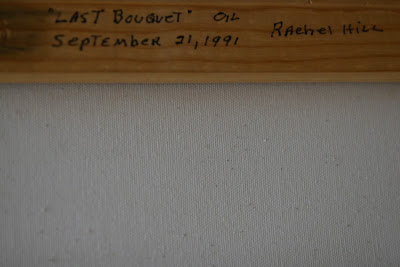 "LAST BOUQUET" OIL
SEPTEMBER 21, 1991
RACHEL HILL